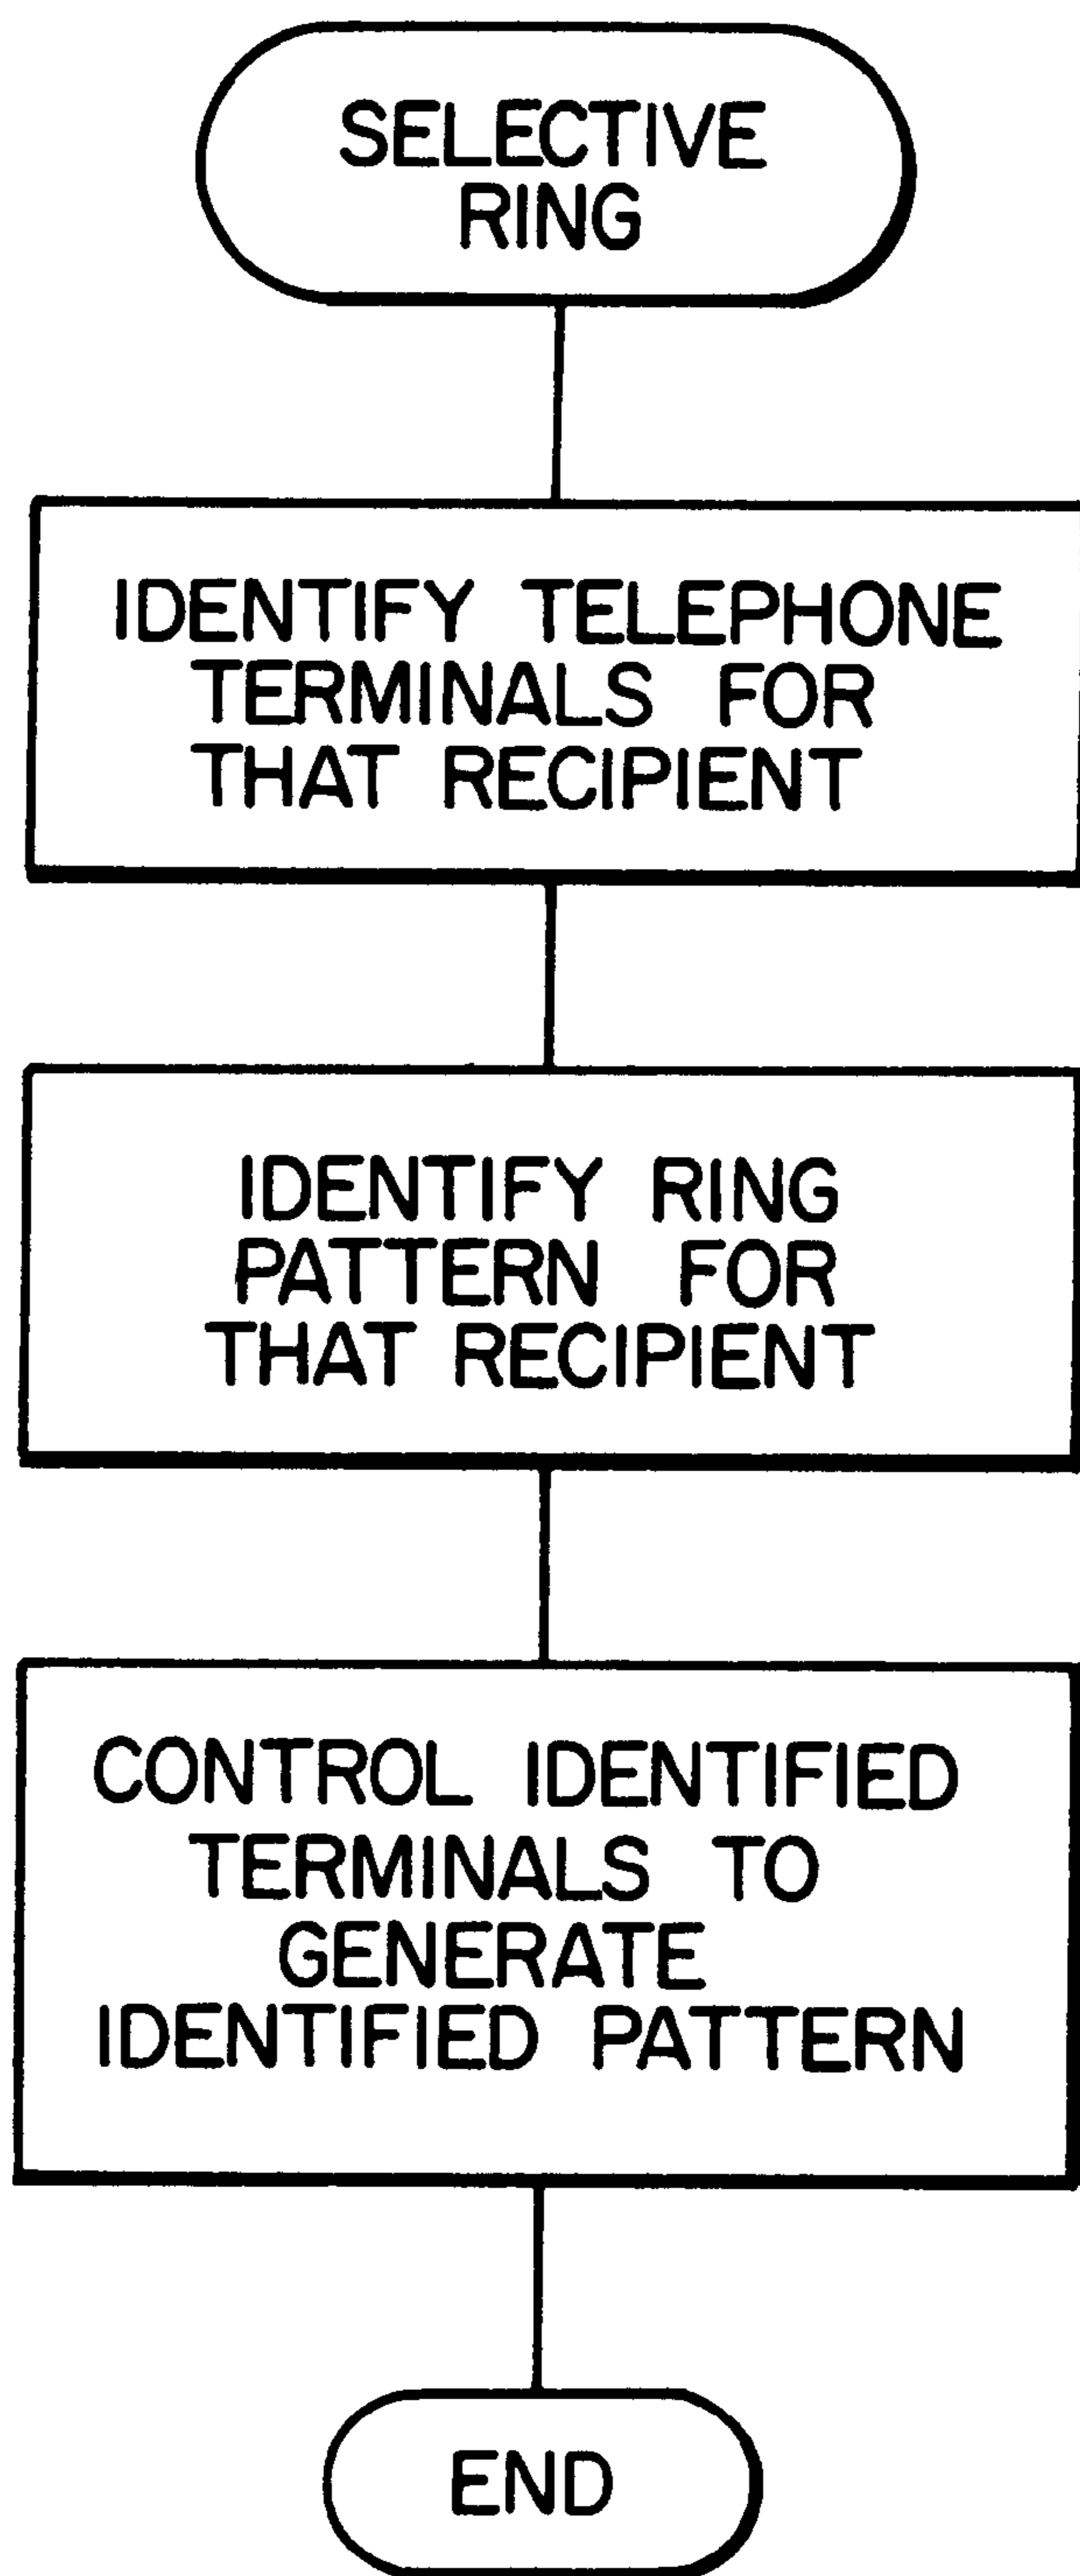 SELECTIVE
RING
IDENTIFY TELEPHONE
TERMINALS FOR
THAT RECIPIENT
IDENTIFY RING
PATTERN FOR
THAT RECIPIENT
CONTROL IDENTIFIED
TERMINALS TO
GENERATE
IDENTIFIED PATTERN
END